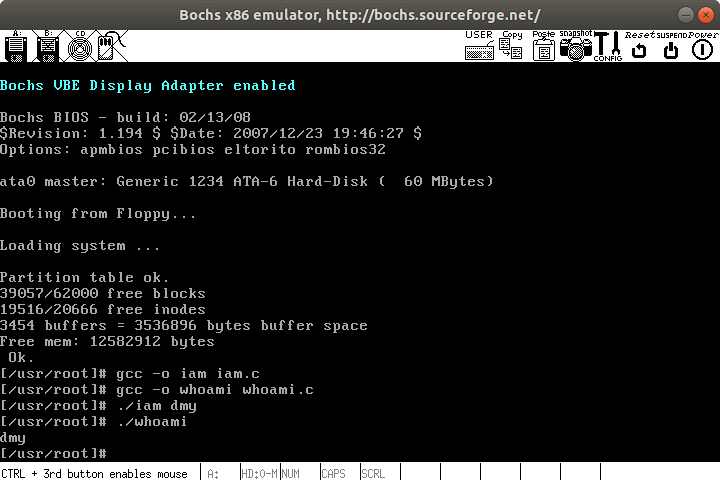 Bochs x86 emulator, http://bochs.sourceforge.net/
A: B: CD USER Copy Paste Snapshot CONFIG Reset SUSPEND Power
Bochs VBE Display Adapter enabled
Bochs BIOS - build: 02/13/08
$Revision: 1.194 $ $Date: 2007/12/23 19:46:27 $
Options: apmbios pcibios eltorito rombios32
ata0 master: Generic 1234 ATA-6 Hard-Disk (  60 MBytes)
Booting from Floppy...
Loading system ...
Partition table ok.
39057/62000 free blocks
19516/20666 free inodes
3454 buffers = 3536896 bytes buffer space
Free mem: 12582912 bytes
 Ok.
[/usr/root]# gcc -o iam iam.c
[/usr/root]# gcc -o whoami whoami.c
[/usr/root]# ./iam dmy
[/usr/root]# ./whoami
dmy
[/usr/root]#
CTRL + 3rd button enables mouse A: HD:0-M NUM CAPS SCRL